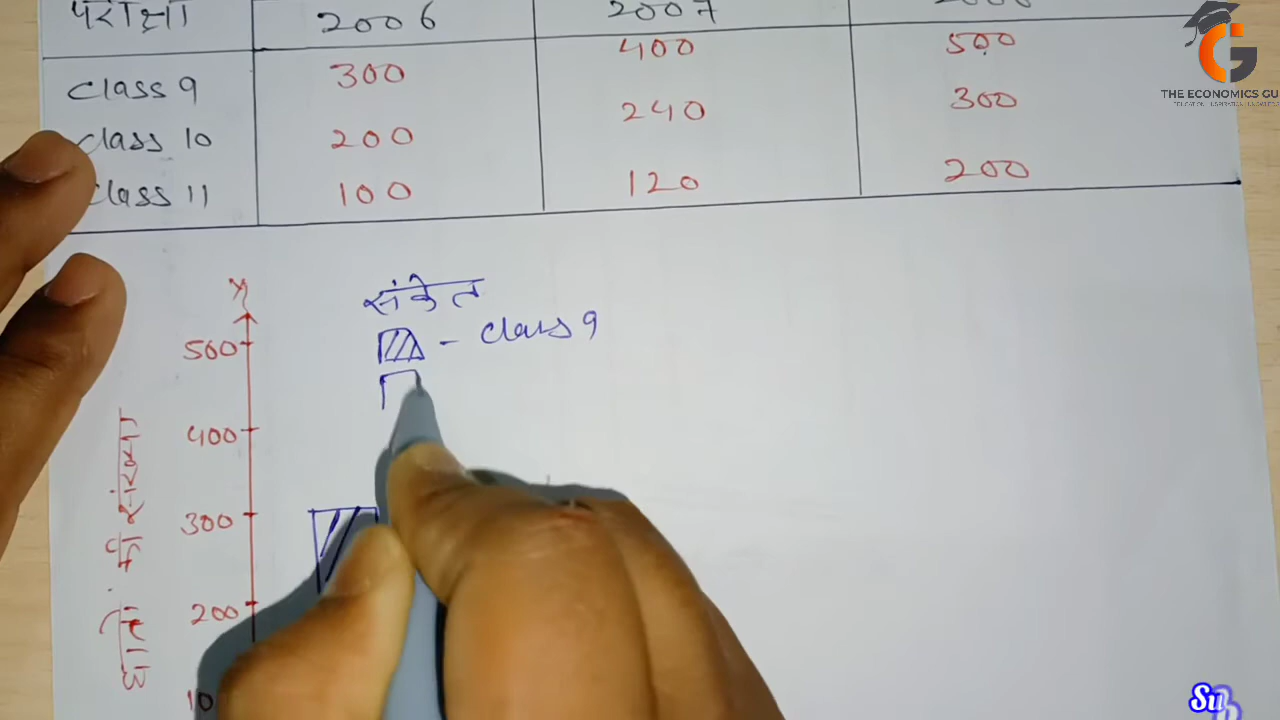 परीक्षा 2006 2007
Class 9 300 400 500
Class 10 200 240 300
Class 11 100 120 200
Y
संकेत
500
- Class 9
400
300
200
छात्रों की संख्या
THE ECONOMICS GU